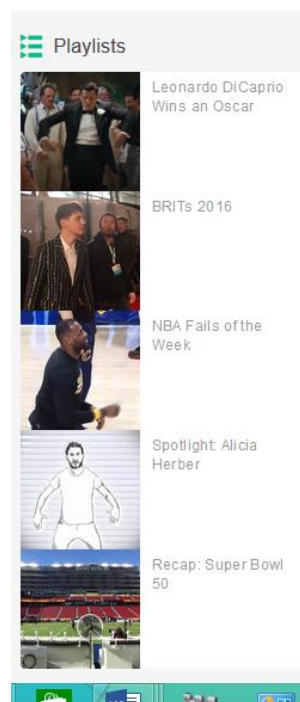 Playlists
Leonardo DiCaprio
Wins an Oscar
BRITs 2016
NBA Fails of the
Week
Spotlight: Alicia
Herber
Recap: Super Bowl
50